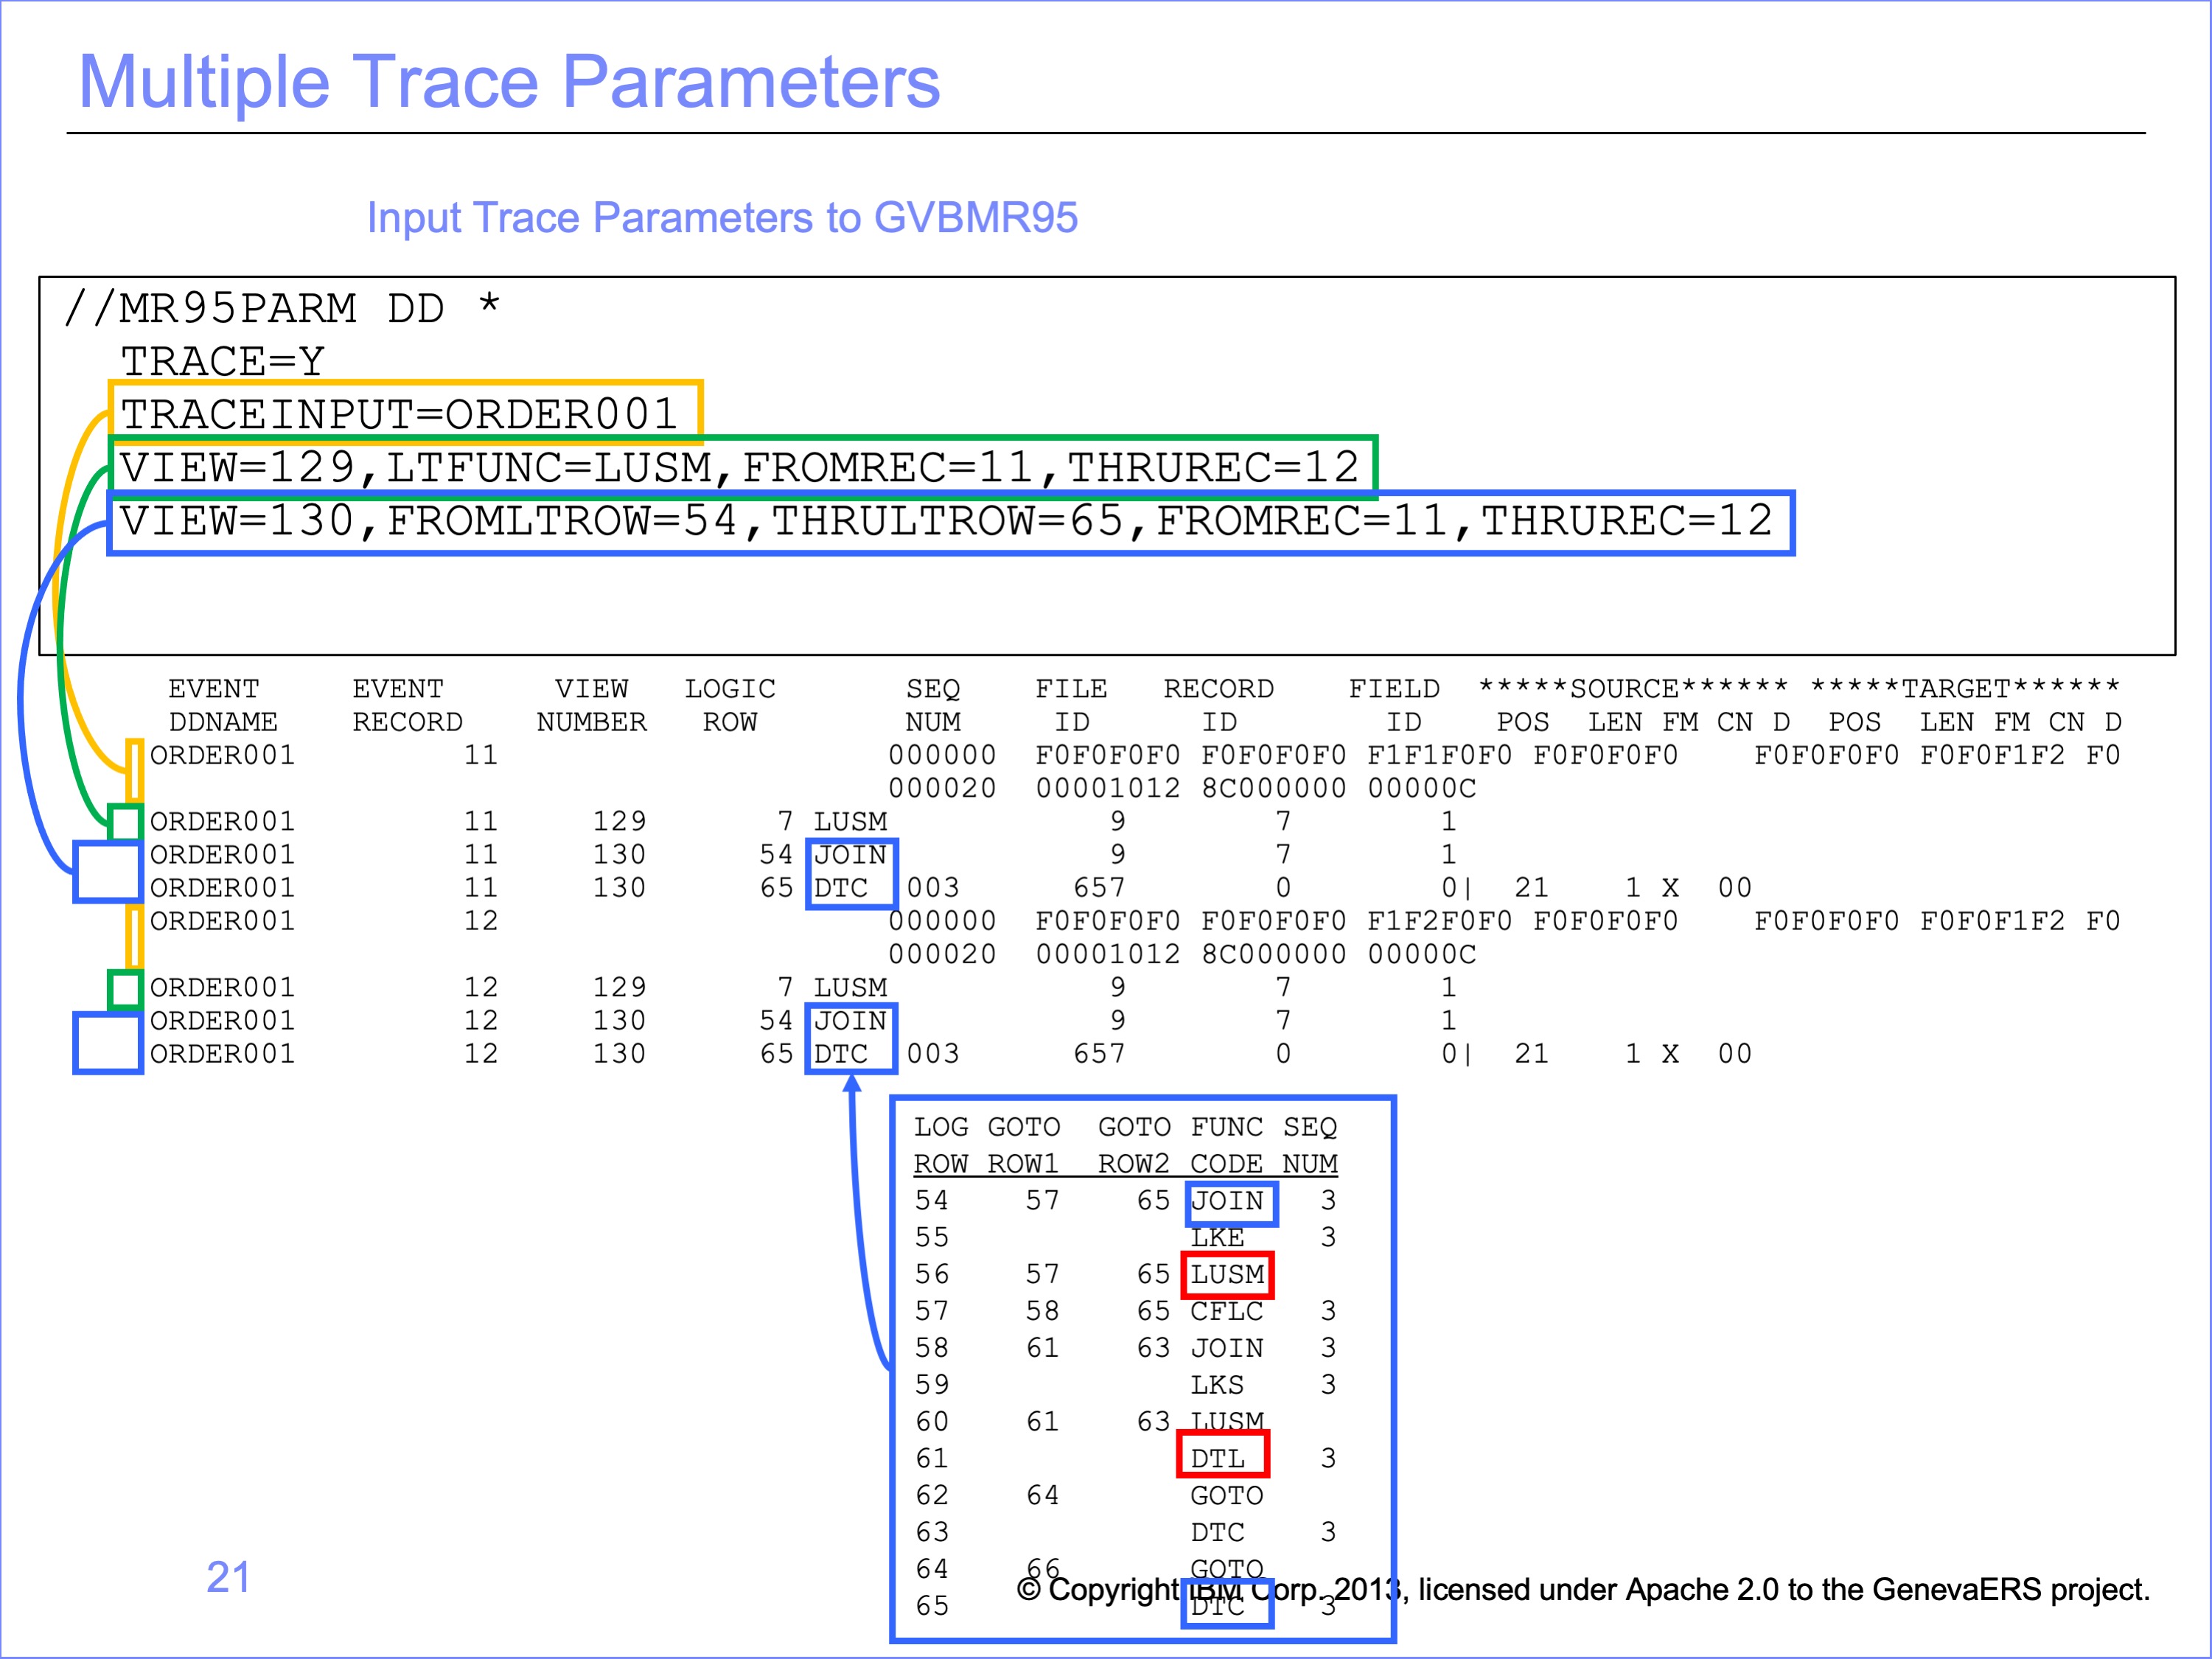 Multiple Trace Parameters
Input Trace Parameters to GVBMR95
//MR95PARM DD *
TRACE=Y
TRACEINPUT=ORDER001
VIEW=129,LTFUNC=LUSM,FROMREC=11,THRUREC=12
VIEW=130,FROMLTROW=54,THRULTROW=65,FROMREC=11,THRUREC=12
EVENT EVENT VIEW LOGIC SEQ FILE RECORD FIELD *****SOURCE****** *****TARGET******
DDNAME RECORD NUMBER ROW NUM ID ID ID POS LEN FM CN D POS LEN FM CN D
ORDER001 11 000000 F0F0F0F0 F0F0F0F0 F1F1F0F0 F0F0F0F0 F0F0F0F0 F0F0F1F2 F0
000020 00001012 8C000000 00000C
ORDER001 11 129 7 LUSM 9 7 1
ORDER001 11 130 54 JOIN 9 7 1
ORDER001 11 130 65 DTC 003 657 0 0| 21 1 X 00
ORDER001 12 000000 F0F0F0F0 F0F0F0F0 F1F2F0F0 F0F0F0F0 F0F0F0F0 F0F0F1F2 F0
000020 00001012 8C000000 00000C
ORDER001 12 129 7 LUSM 9 7 1
ORDER001 12 130 54 JOIN 9 7 1
ORDER001 12 130 65 DTC 003 657 0 0| 21 1 X 00
LOG GOTO GOTO FUNC SEQ
ROW ROW1 ROW2 CODE NUM
54 57 65 JOIN 3
55 LKE 3
56 57 65 LUSM
57 58 65 CFLC 3
58 61 63 JOIN 3
59 LKS 3
60 61 63 LUSM
61 DTL 3
62 64 GOTO
63 DTC 3
64 66 GOTO
65 DTC 3
21
© Copyright IBM Corp. 2013, licensed under Apache 2.0 to the GenevaERS project.